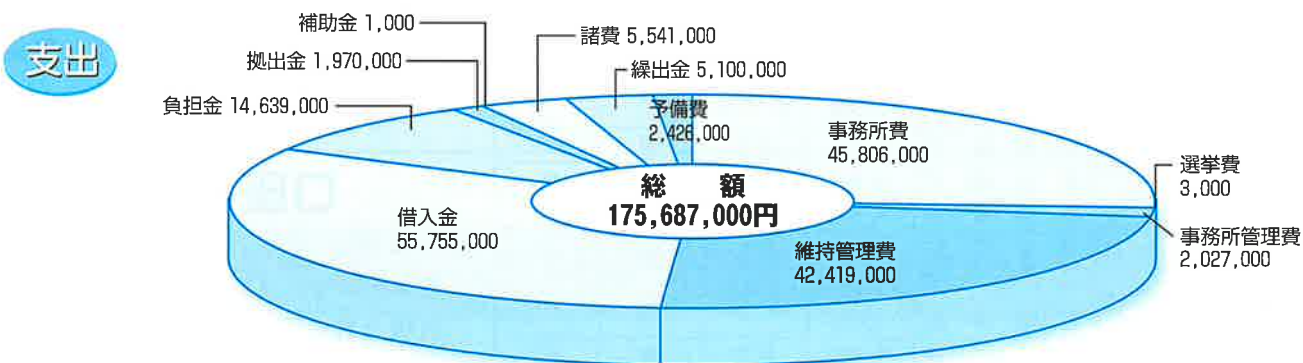 支出
補助金 1,000
拠出金 1,970,000
負担金 14,639,000
諸費 5,541,000
繰出金 5,100,000
予備費
2,426,000
事務所費
45,806,000
選挙費
3,000
事務所管理費
2,027,000
維持管理費
42,419,000
借入金
55,755,000
総 額
175,687,000円